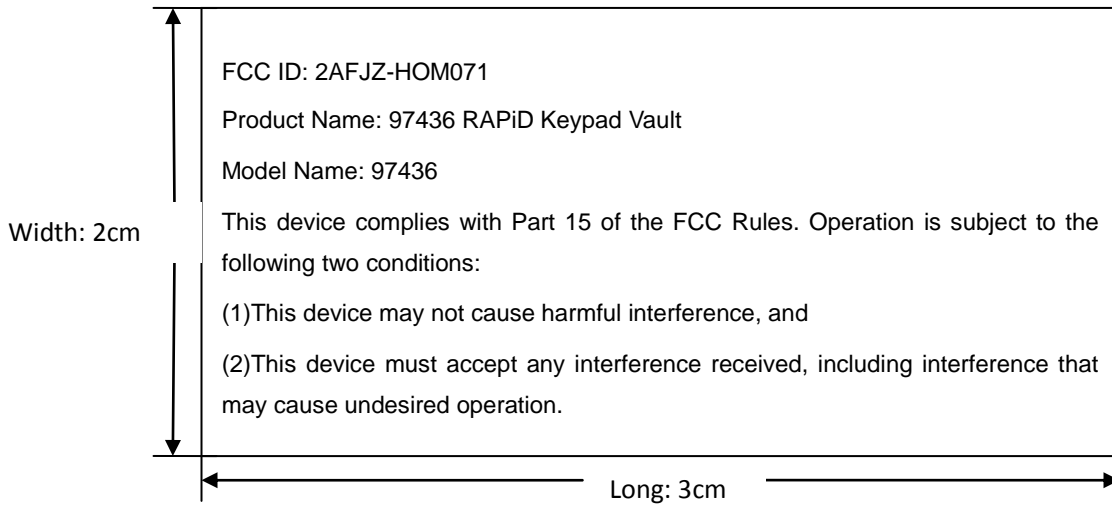 FCC ID: 2AFJZ-HOM071
Product Name: 97436 RAPiD Keypad Vault
Model Name: 97436
This device complies with Part 15 of the FCC Rules. Operation is subject to the
following two conditions:
(1)This device may not cause harmful interference, and
(2)This device must accept any interference received, including interference that
may cause undesired operation.
Width: 2cm
Long: 3cm